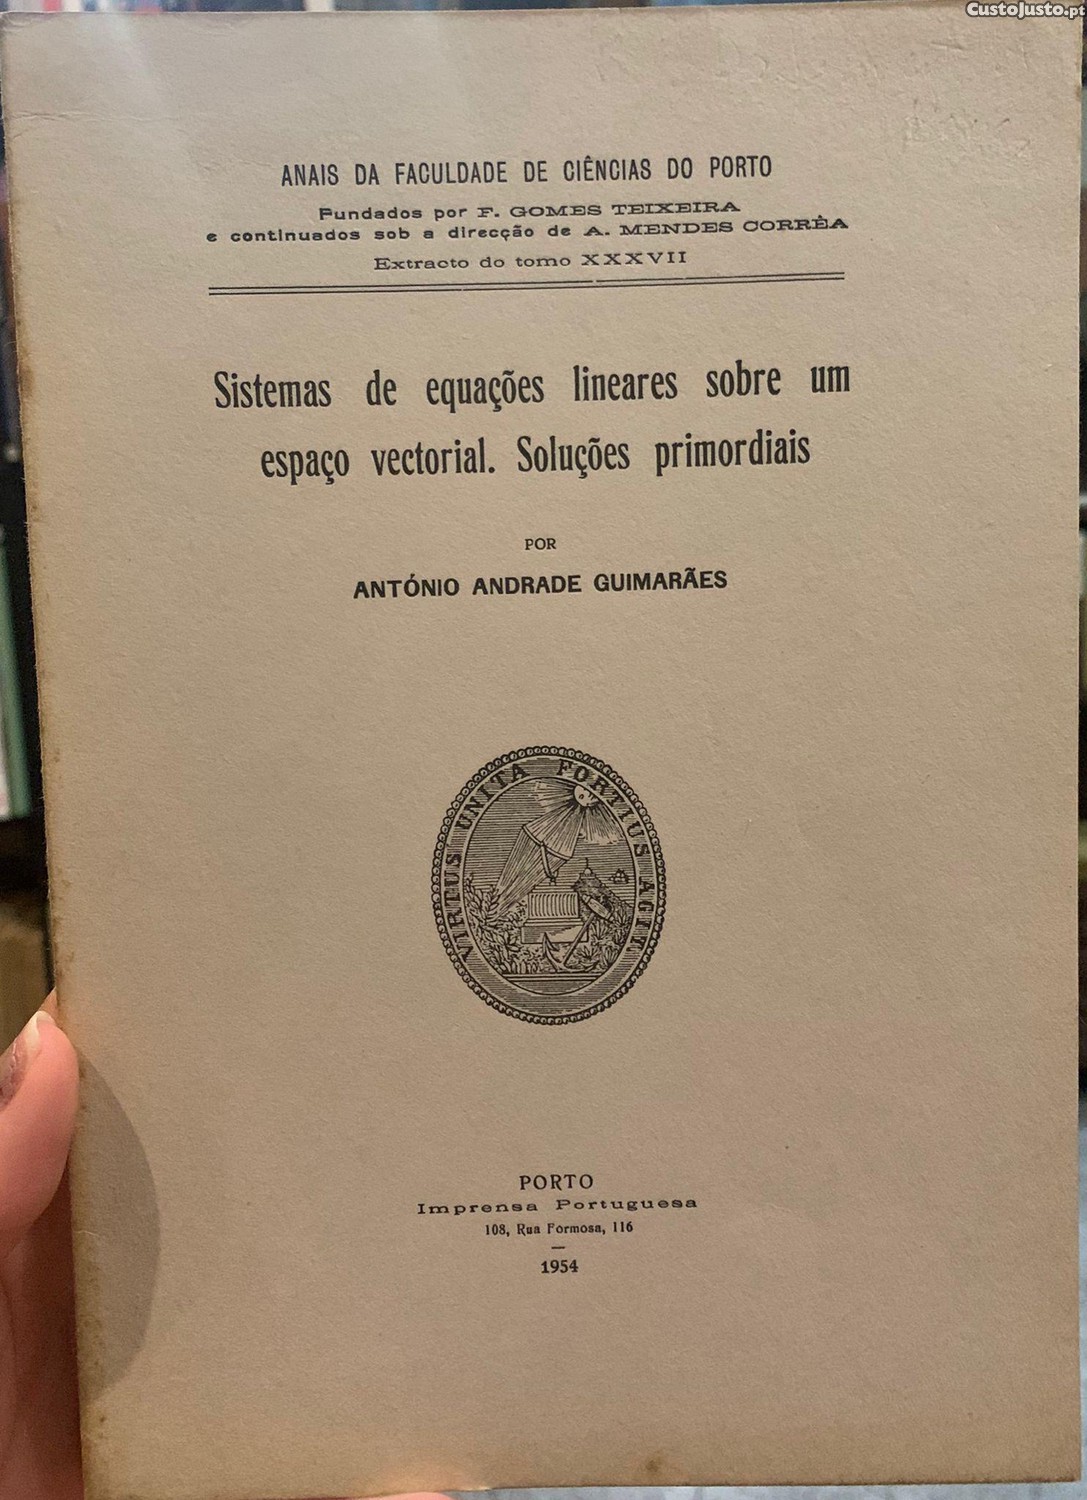 CustoJusto.pt
ANAIS DA FACULDADE DE CIÊNCIAS DO PORTO
Fundados por F. GOMES TEIXEIRA
e continuados sob a direcção de A. MENDES CORRÊA
Extracto do tomo XXXVII
Sistemas de equações lineares sobre um
espaço vectorial. Soluções primordiais
POR
ANTÓNIO ANDRADE GUIMARÃES
VIRTUS UNITA FORTIUS AGIT
PORTO
Imprensa Portuguesa
108, Rua Formosa, 116
1954